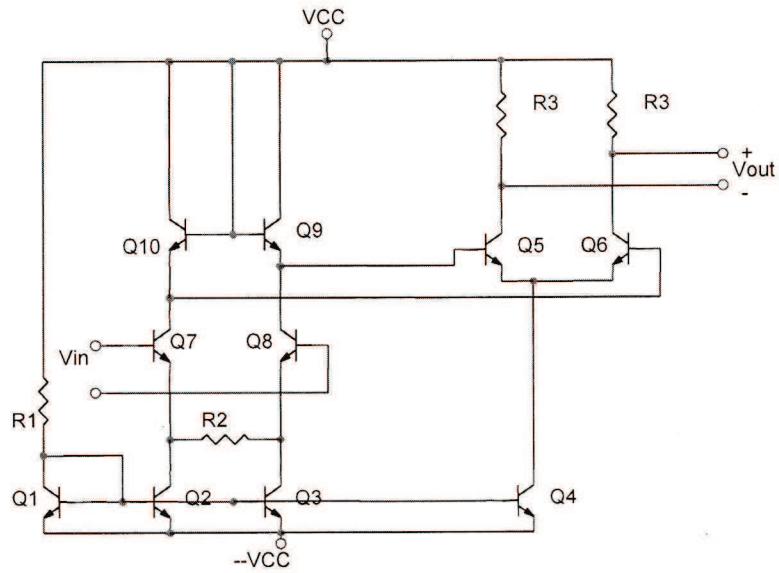 VCC
R3
R3
+
Vout
-
Q10
Q9
Q5
Q6
Vin
Q7
Q8
R1
R2
Q1
Q2
Q3
Q4
--VCC